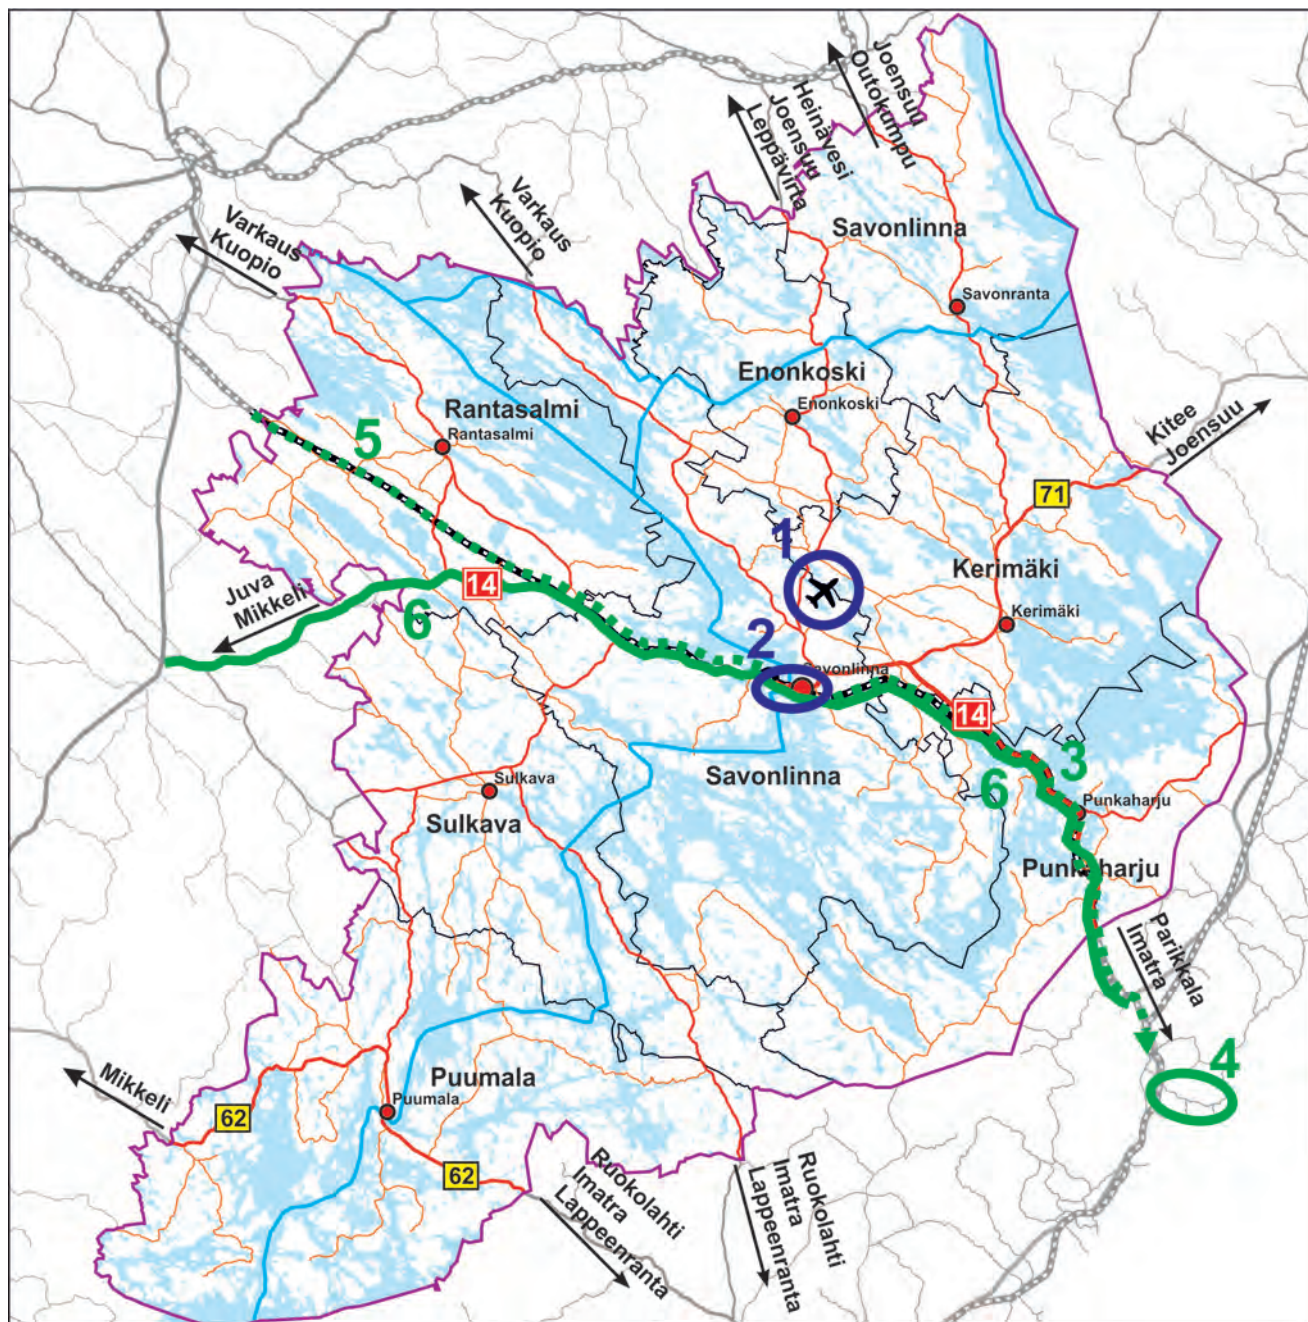 Joensuu
Outokumpu
Heinävesi
Joensuu
Leppävirta
Varkaus
Kuopio
Varkaus
Kuopio
Savonlinna
Savonranta
Enonkoski
Enonkoski
Rantasalmi
Rantasalmi
5
Kitee
Joensuu
71
1
Kerimäki
Kerimäki
Juva
Mikkeli
14
6
2
Savonlinna
14
3
6
Savonlinna
Sulkava
Sulkava
Punkaharju
Punkaharju
Parikkala
Imatra
4
Mikkeli
62
Puumala
Puumala
62
Ruokolahti
Imatra
Lappeenranta
Ruokolahti
Imatra
Lappeenranta